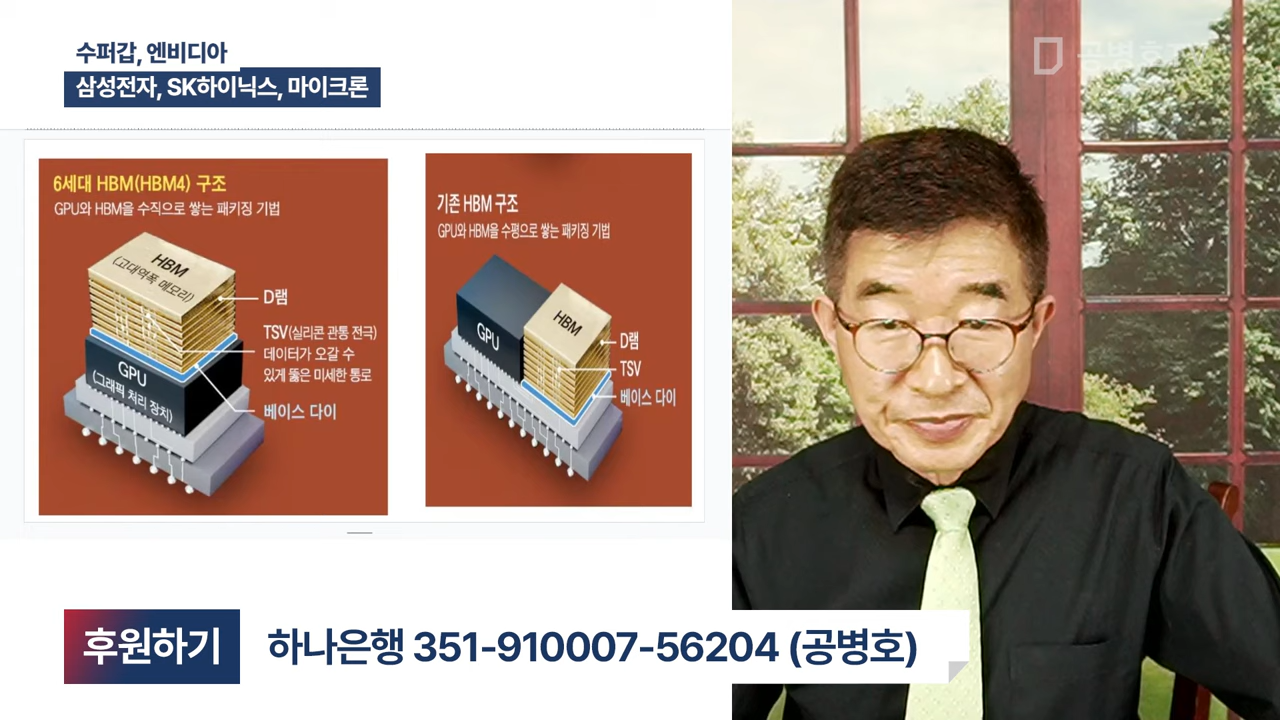 수퍼갑, 엔비디아
삼성전자, SK하이닉스, 마이크론
공병호TV
6세대 HBM(HBM4) 구조
GPU와 HBM을 수직으로 쌓는 패키징 기법
HBM
(고대역폭 메모리)
D램
TSV(실리콘 관통 전극)
데이터가 오갈 수
있게 뚫은 미세한 통로
GPU
(그래픽 처리 장치)
베이스 다이
기존 HBM 구조
GPU와 HBM을 수평으로 쌓는 패키징 기법
GPU
HBM
D램
TSV
베이스 다이
후원하기
하나은행 351-910007-56204 (공병호)